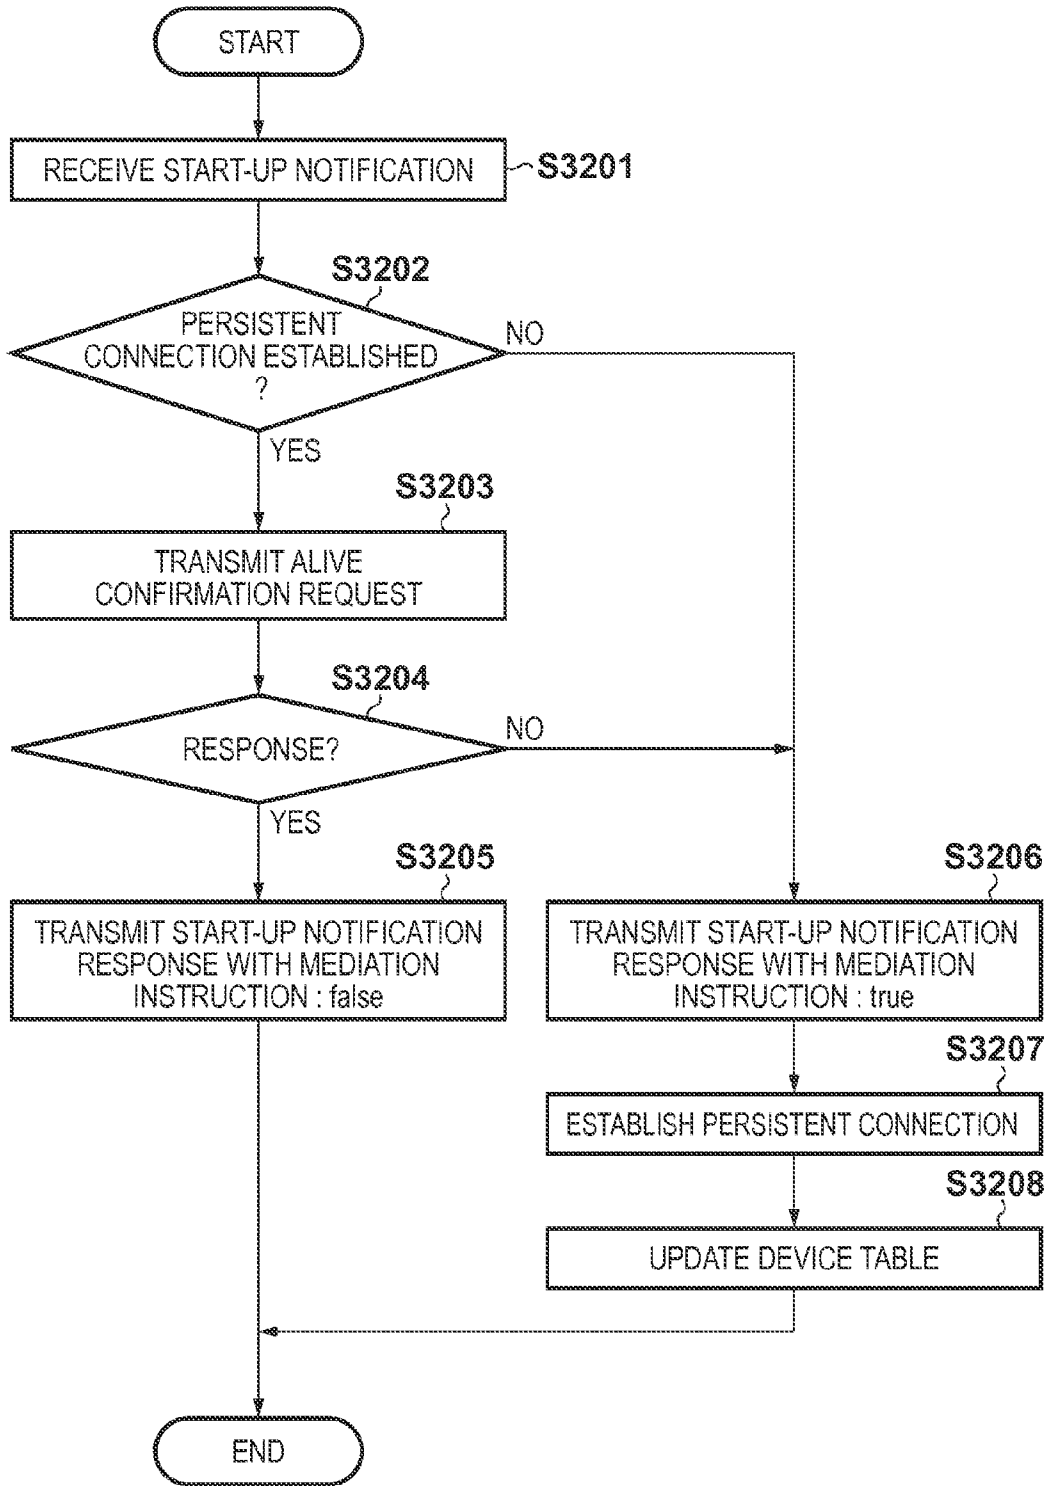 START
RECEIVE START-UP NOTIFICATION
S3201
S3202
PERSISTENT
CONNECTION ESTABLISHED
?
NO
YES
S3203
TRANSMIT ALIVE
CONFIRMATION REQUEST
S3204
RESPONSE?
NO
YES
S3205
TRANSMIT START-UP NOTIFICATION
RESPONSE WITH MEDIATION
INSTRUCTION : false
S3206
TRANSMIT START-UP NOTIFICATION
RESPONSE WITH MEDIATION
INSTRUCTION : true
S3207
ESTABLISH PERSISTENT CONNECTION
S3208
UPDATE DEVICE TABLE
END